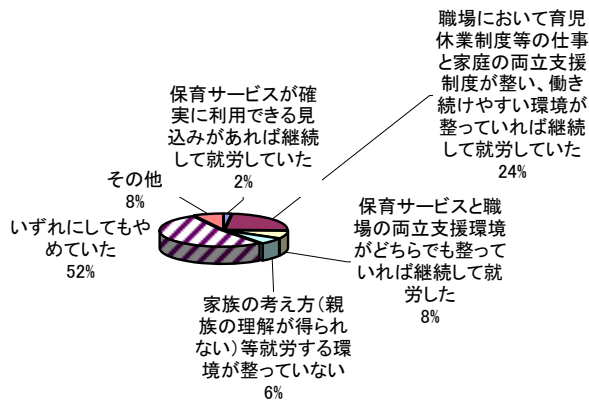 職場において育児
休業制度等の仕事
と家庭の両立支援
制度が整い、働き
続けやすい環境が
整っていれば継続
して就労していた
24%
保育サービスが確
実に利用できる見
込みがあれば継続
して就労していた
2%
その他
8%
いずれにしてもや
めていた
52%
保育サービスと職
場の両立支援環境
がどちらでも整って
いれば継続して就
労した
8%
家族の考え方（親
族の理解が得られ
ない）等就労する環
境が整っていない
6%